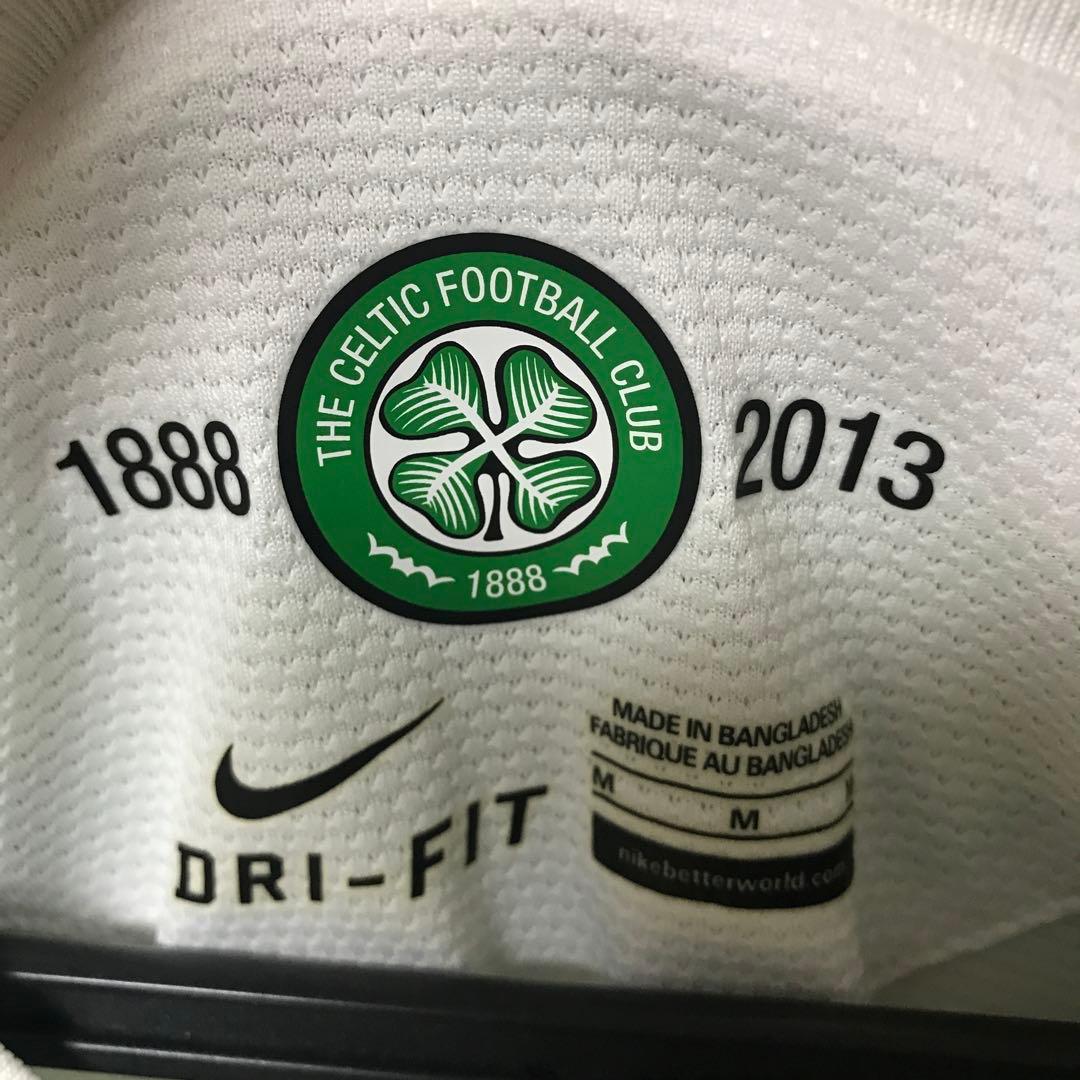 THE CELTIC FOOTBALL CLUB
1888
1888
2013
DRI-FIT
MADE IN BANGLADESH
FABRIQUE AU BANGLADESH
M
M
nikebetterworld.com